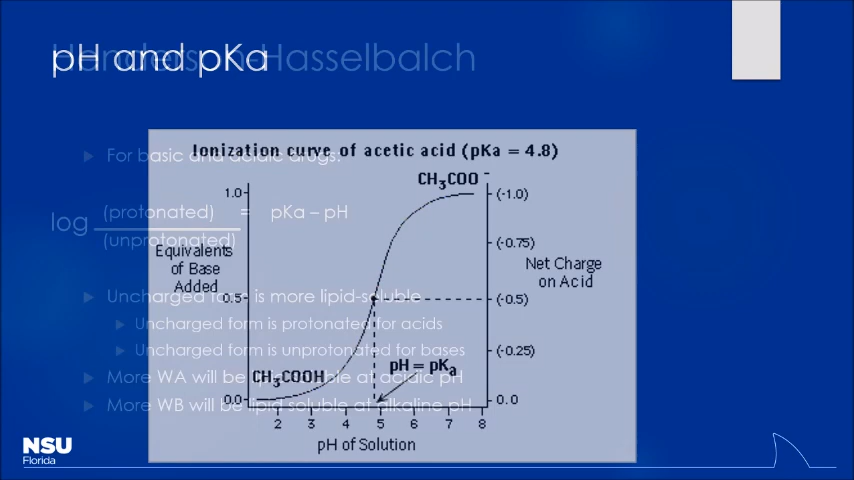 pH and pKa
Henderson-Hasselbalch
For basic and acidic drugs:
log (protonated) = pKa – pH
(unprotonated)
Uncharged form is more lipid-soluble
Uncharged form is protonated for acids
Uncharged form is unprotonated for bases
More WA will be lipid soluble at acidic pH
More WB will be lipid soluble at alkaline pH
Ionization curve of acetic acid (pKa = 4.8)
CH3COO -
1.0
(-1.0)
(-0.75)
Equivalents
of Base
Added
Net Charge
on Acid
0.5
(-0.5)
(-0.25)
pH = pKa
CH3COOH
0.0
0.0
2 3 4 5 6 7 8
pH of Solution
NSU
Florida